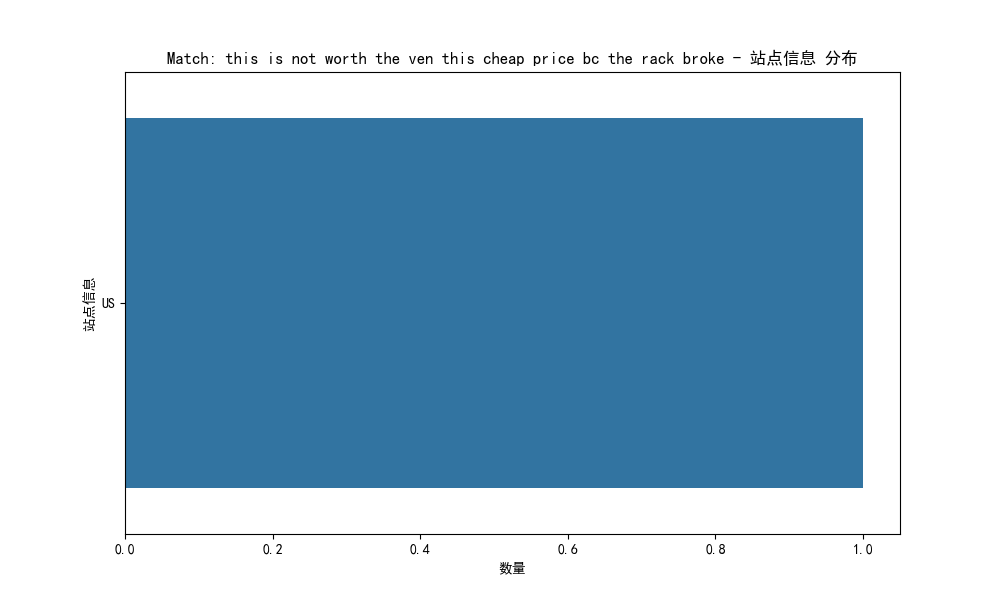 Match: this is not worth the ven this cheap price bc the rack broke - 站点信息 分布
站点信息
US
0.0 0.2 0.4 0.6 0.8 1.0
数量